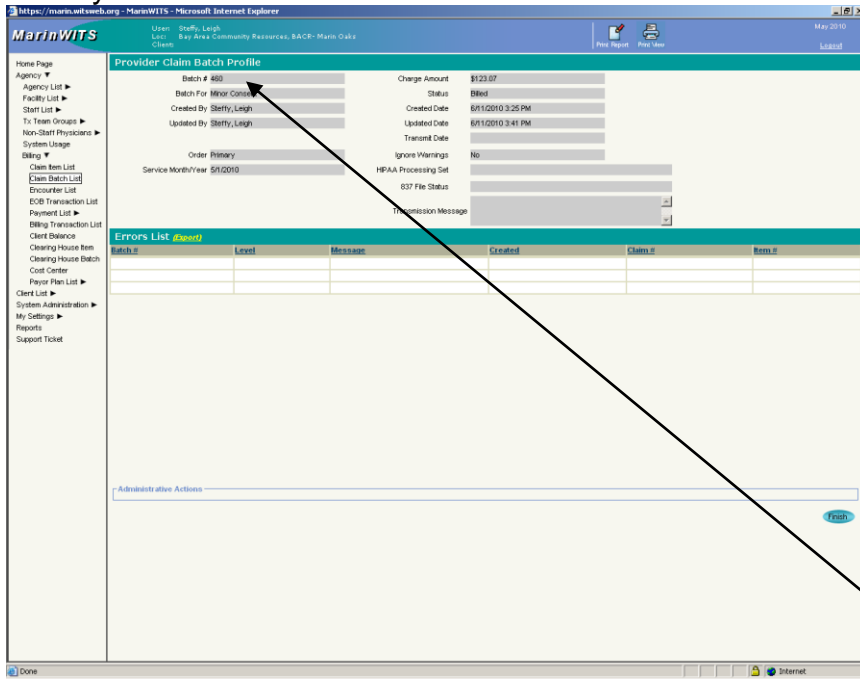 https://marin.witsweb.org - MarinWITS - Microsoft Internet Explorer
MarinWITS
User: Steffy, Leigh
Loc: Bay Area Community Resources, BACR- Marin Oaks
Client:
Print Report Print View
May 2010
Logout
Home Page
Agency ▼
Agency List ►
Facility List ►
Staff List ►
Tx Team Groups ►
Non-Staff Physicians ►
System Usage
Billing ▼
Claim Item List
Claim Batch List
Encounter List
EOB Transaction List
Payment List ►
Billing Transaction List
Client Balance
Clearing House Item
Clearing House Batch
Cost Center
Payor Plan List ►
Client List ►
System Administration ►
My Settings ►
Reports
Support Ticket
Provider Claim Batch Profile
Batch # 460 Charge Amount $123.07
Batch For Minor Consent Status Billed
Created By Steffy, Leigh Created Date 6/11/2010 3:25 PM
Updated By Steffy, Leigh Updated Date 6/11/2010 3:41 PM
Transmit Date
Order Primary Ignore Warnings No
Service Month/Year 5/1/2010 HIPAA Processing Set
837 File Status
Transmission Message
Errors List (Export)
Batch # Level Message Created Claim # Item #
Administrative Actions
Finish
Done Internet